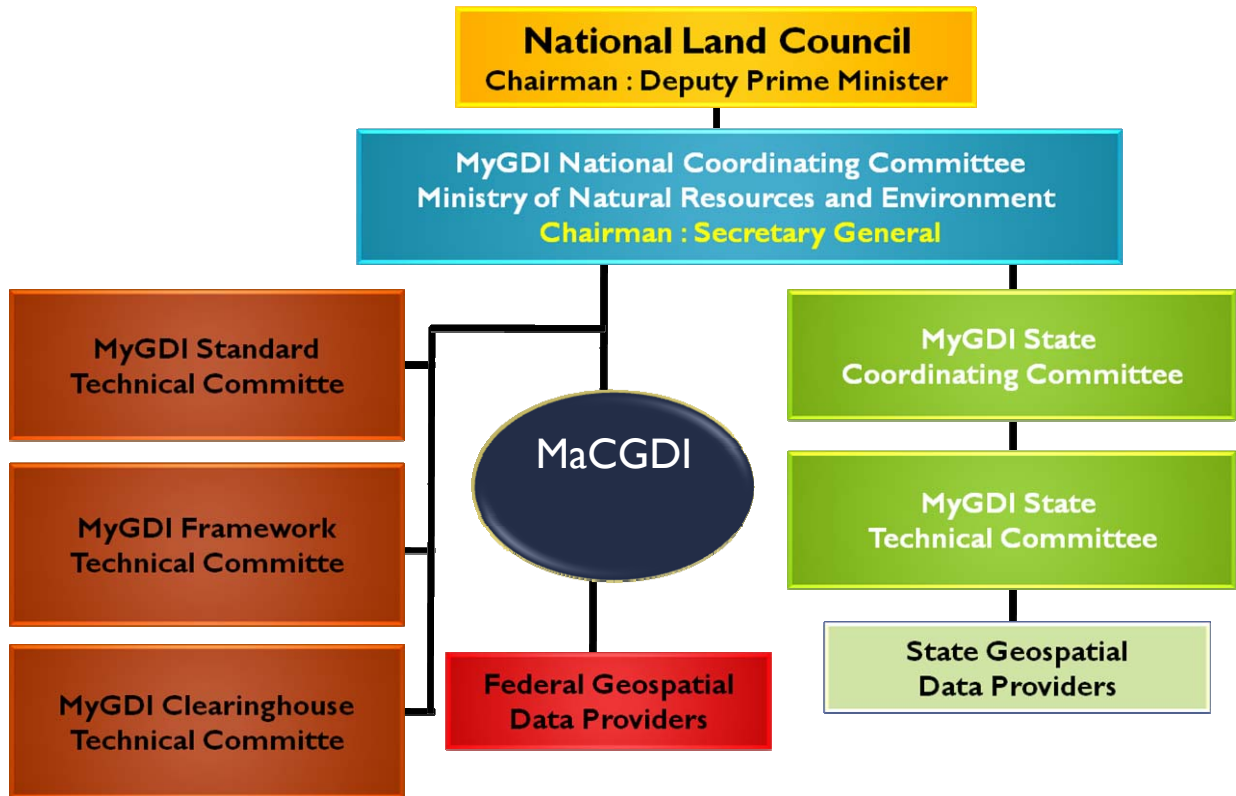 National Land Council
Chairman : Deputy Prime Minister
MyGDI National Coordinating Committee
Ministry of Natural Resources and Environment
Chairman : Secretary General
MyGDI Standard
Technical Committe
MyGDI Framework
Technical Committe
MyGDI Clearinghouse
Technical Committe
MaCGDI
Federal Geospatial
Data Providers
MyGDI State
Coordinating Committee
MyGDI State
Technical Committee
State Geospatial
Data Providers